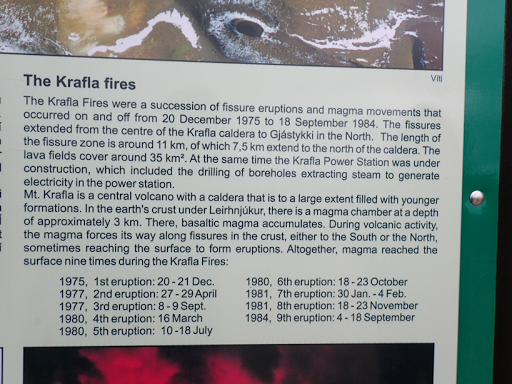 Víti
The Krafla fires
The Krafla Fires were a succession of fissure eruptions and magma movements that
occurred on and off from 20 December 1975 to 18 September 1984. The fissures
extended from the centre of the Krafla caldera to Gjástykki in the North. The length of
the fissure zone is around 11 km, of which 7,5 km extend to the north of the caldera. The
lava fields cover around 35 km². At the same time the Krafla Power Station was under
construction, which included the drilling of boreholes extracting steam to generate
electricity in the power station.
Mt. Krafla is a central volcano with a caldera that is to a large extent filled with younger
formations. In the earth's crust under Leirhnjúkur, there is a magma chamber at a depth
of approximately 3 km. There, basaltic magma accumulates. During volcanic activity,
the magma forces its way along fissures in the crust, either to the South or the North,
sometimes reaching the surface to form eruptions. Altogether, magma reached the
surface nine times during the Krafla Fires:
1975, 1st eruption: 20 - 21 Dec.
1977, 2nd eruption: 27 - 29 April
1977, 3rd eruption: 8 - 9 Sept.
1980, 4th eruption: 16 March
1980, 5th eruption: 10 -18 July
1980, 6th eruption: 18 - 23 October
1981, 7th eruption: 30 Jan. - 4 Feb.
1981, 8th eruption: 18 - 23 November
1984, 9th eruption: 4 - 18 September